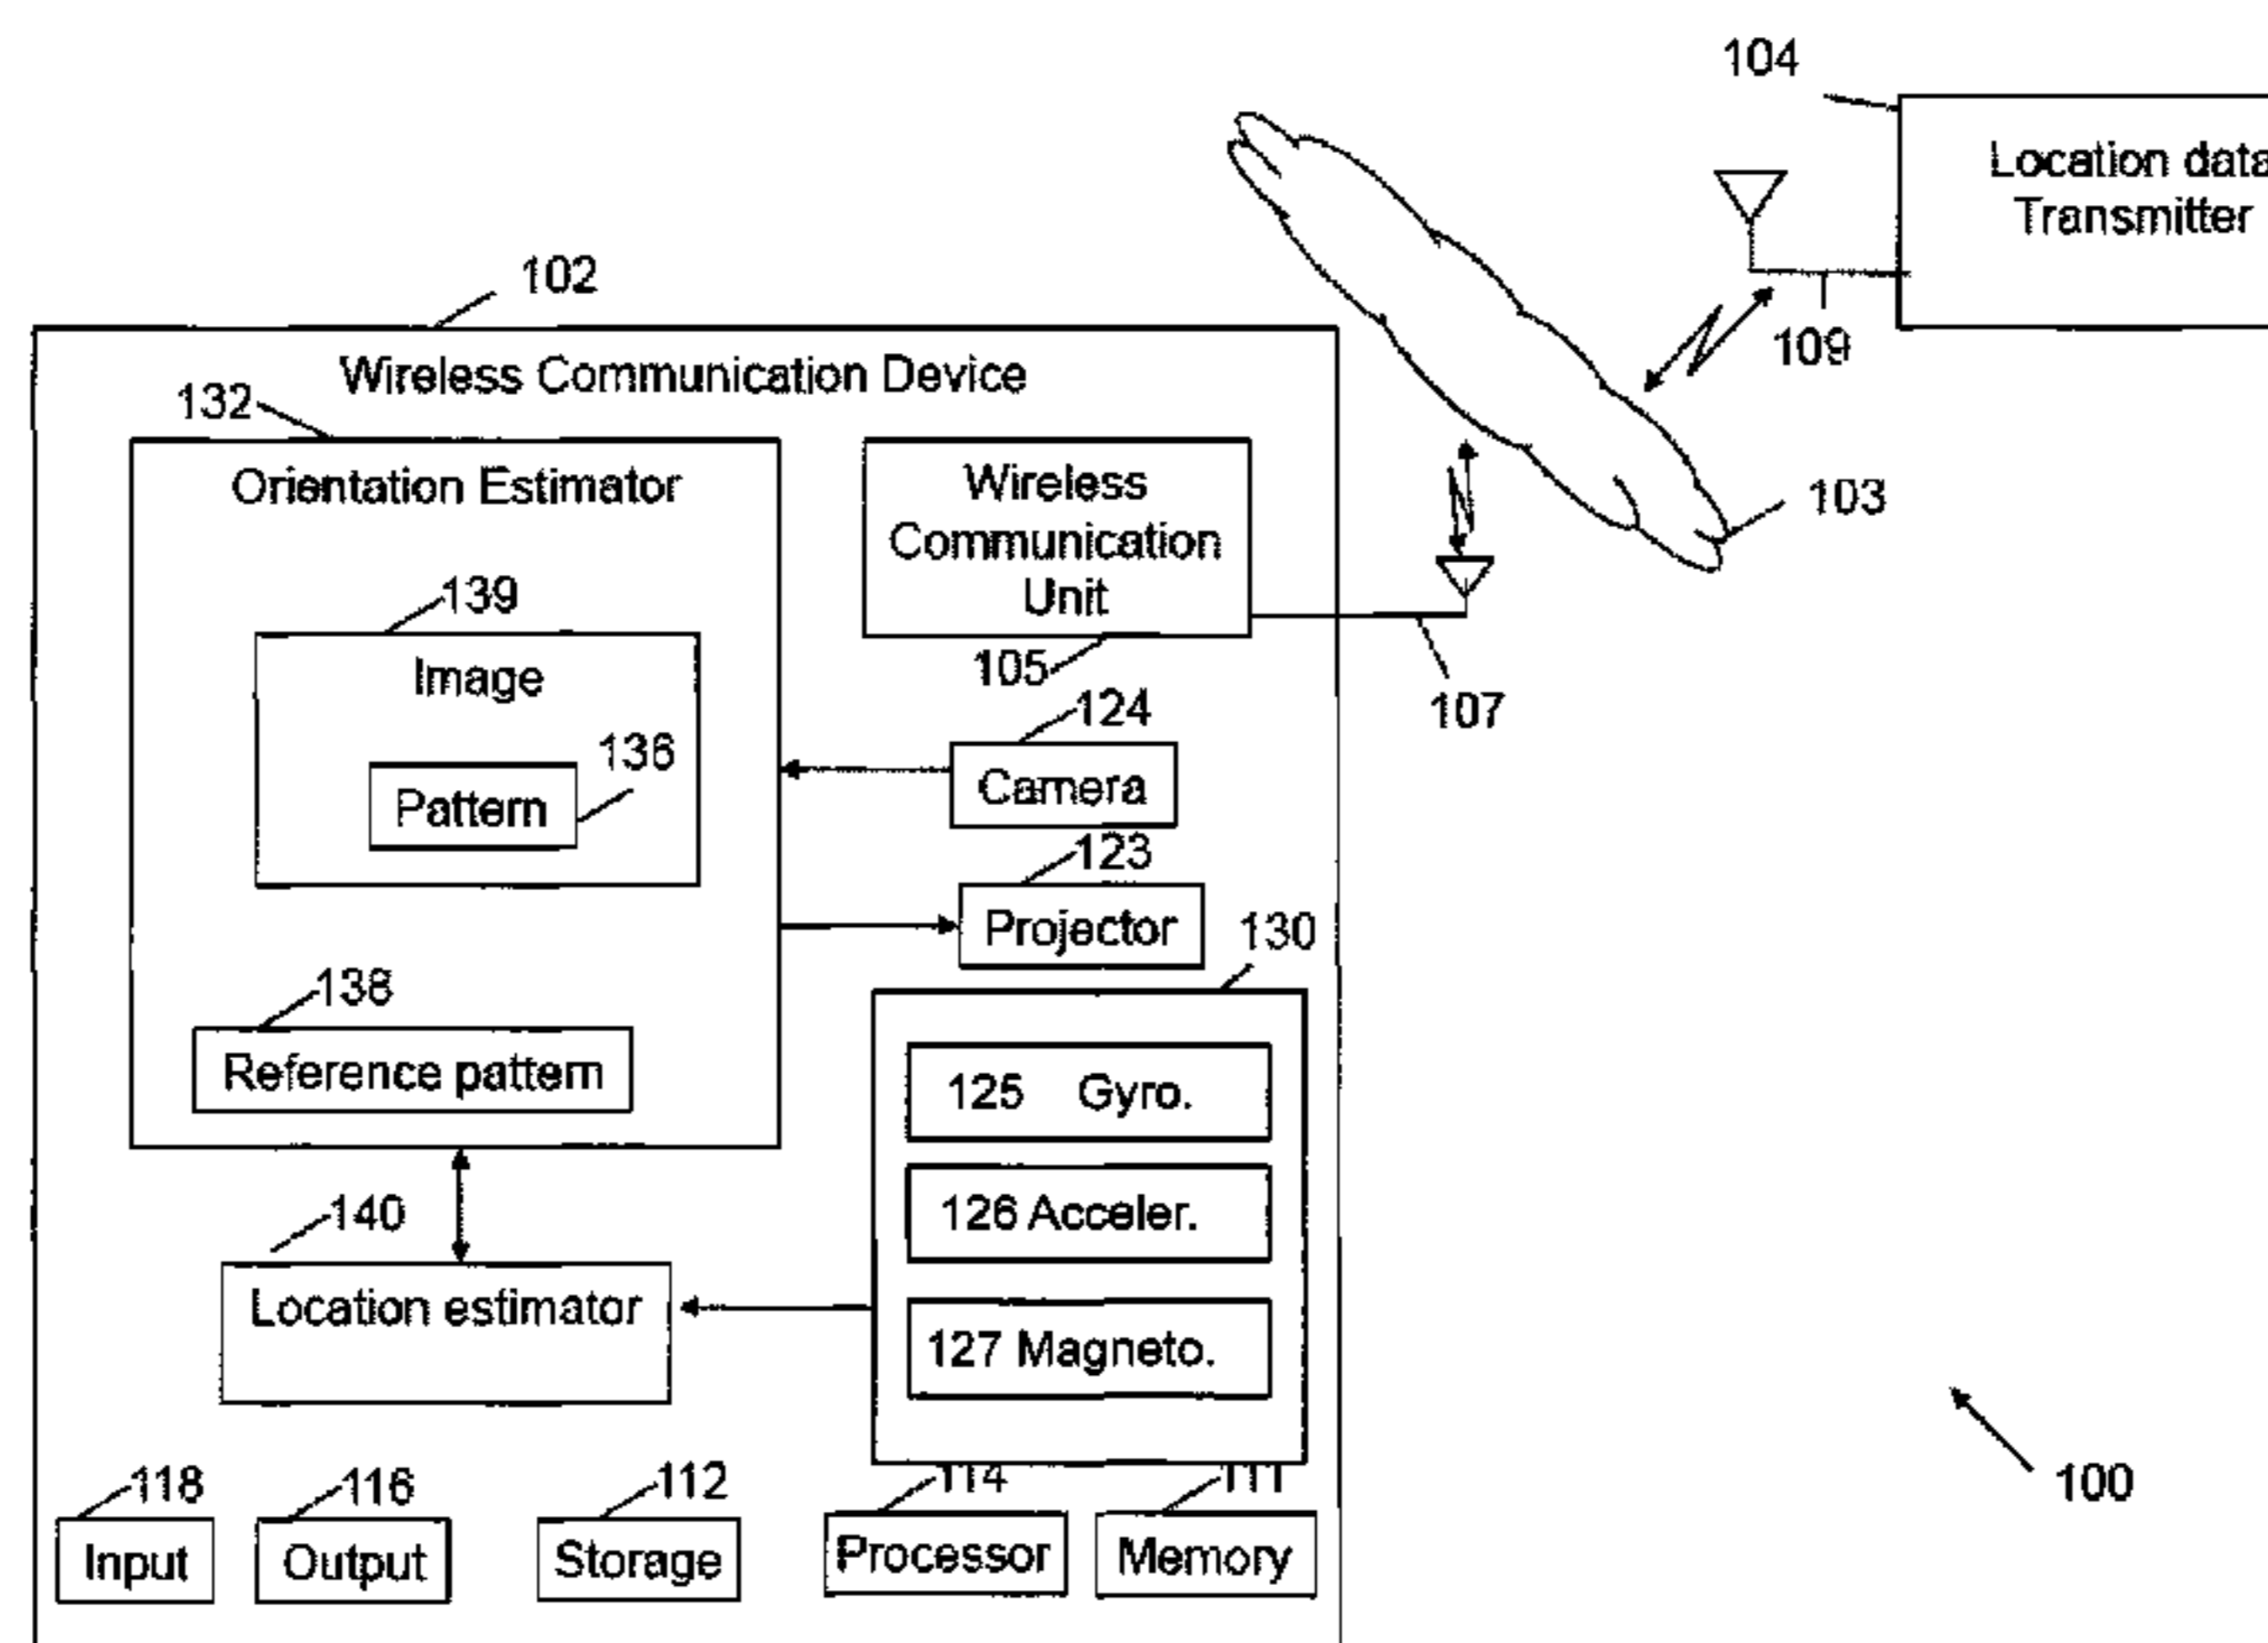 104
Location data
Transmitter
109
102
Wireless Communication Device
132
Orientation Estimator
Wireless
Communication
Unit
105
103
107
139
Image
136
Pattern
124
Camera
123
Projector
130
138
Reference pattern
125 Gyro.
126 Acceler.
127 Magneto.
140
Location estimator
118
Input
116
Output
112
Storage
114
Processor
111
Memory
100